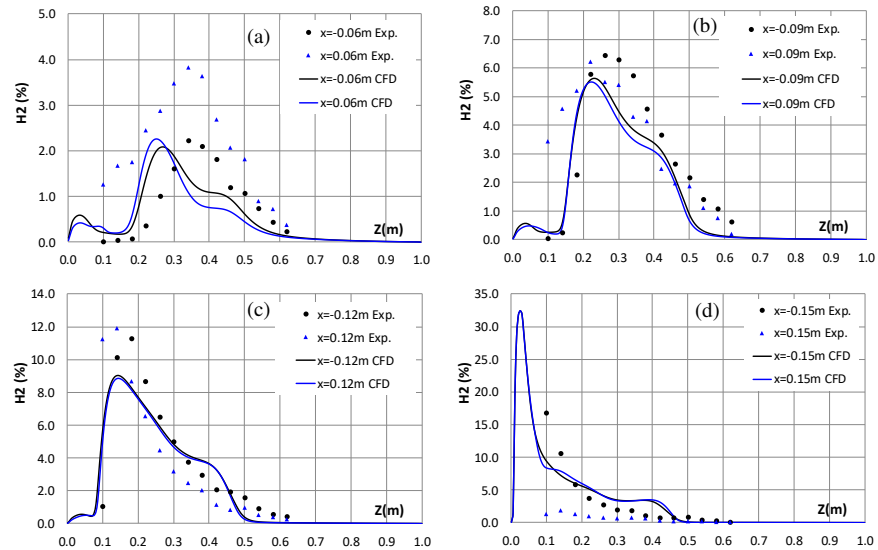 (a)
x=-0.06m Exp.
x=0.06m Exp.
x=-0.06m CFD
x=0.06m CFD
H2 (%)
5.0
4.0
3.0
2.0
1.0
0.0
Z(m)
0.0 0.1 0.2 0.3 0.4 0.5 0.6 0.7 0.8 0.9 1.0
(b)
x=-0.09m Exp.
x=0.09m Exp.
x=-0.09m CFD
x=0.09m CFD
H2 (%)
8.0
7.0
6.0
5.0
4.0
3.0
2.0
1.0
0.0
Z(m)
0.0 0.1 0.2 0.3 0.4 0.5 0.6 0.7 0.8 0.9 1.0
(c)
x=-0.12m Exp.
x=0.12m Exp.
x=-0.12m CFD
x=0.12m CFD
H2 (%)
14.0
12.0
10.0
8.0
6.0
4.0
2.0
0.0
Z(m)
0.0 0.1 0.2 0.3 0.4 0.5 0.6 0.7 0.8 0.9 1.0
(d)
x=-0.15m Exp.
x=0.15m Exp.
x=-0.15m CFD
x=0.15m CFD
H2 (%)
35.0
30.0
25.0
20.0
15.0
10.0
5.0
0.0
Z(m)
0.0 0.1 0.2 0.3 0.4 0.5 0.6 0.7 0.8 0.9 1.0